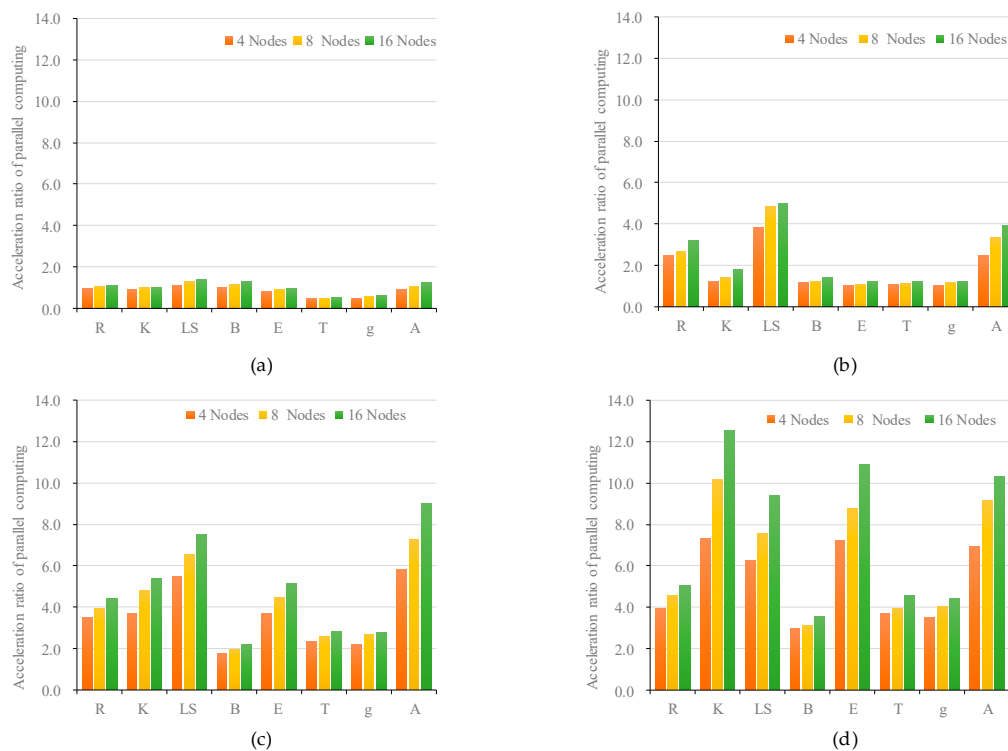 Acceleration ratio of parallel computing
14.0
12.0
10.0
8.0
6.0
4.0
2.0
0.0
4 Nodes 8 Nodes 16 Nodes
R K LS B E T g A
(a)
Acceleration ratio of parallel computing
14.0
12.0
10.0
8.0
6.0
4.0
2.0
0.0
4 Nodes 8 Nodes 16 Nodes
R K LS B E T g A
(b)
Acceleration ratio of parallel computing
14.0
12.0
10.0
8.0
6.0
4.0
2.0
0.0
4 Nodes 8 Nodes 16 Nodes
R K LS B E T g A
(c)
Acceleration ratio of parallel computing
14.0
12.0
10.0
8.0
6.0
4.0
2.0
0.0
4 Nodes 8 Nodes 16 Nodes
R K LS B E T g A
(d)